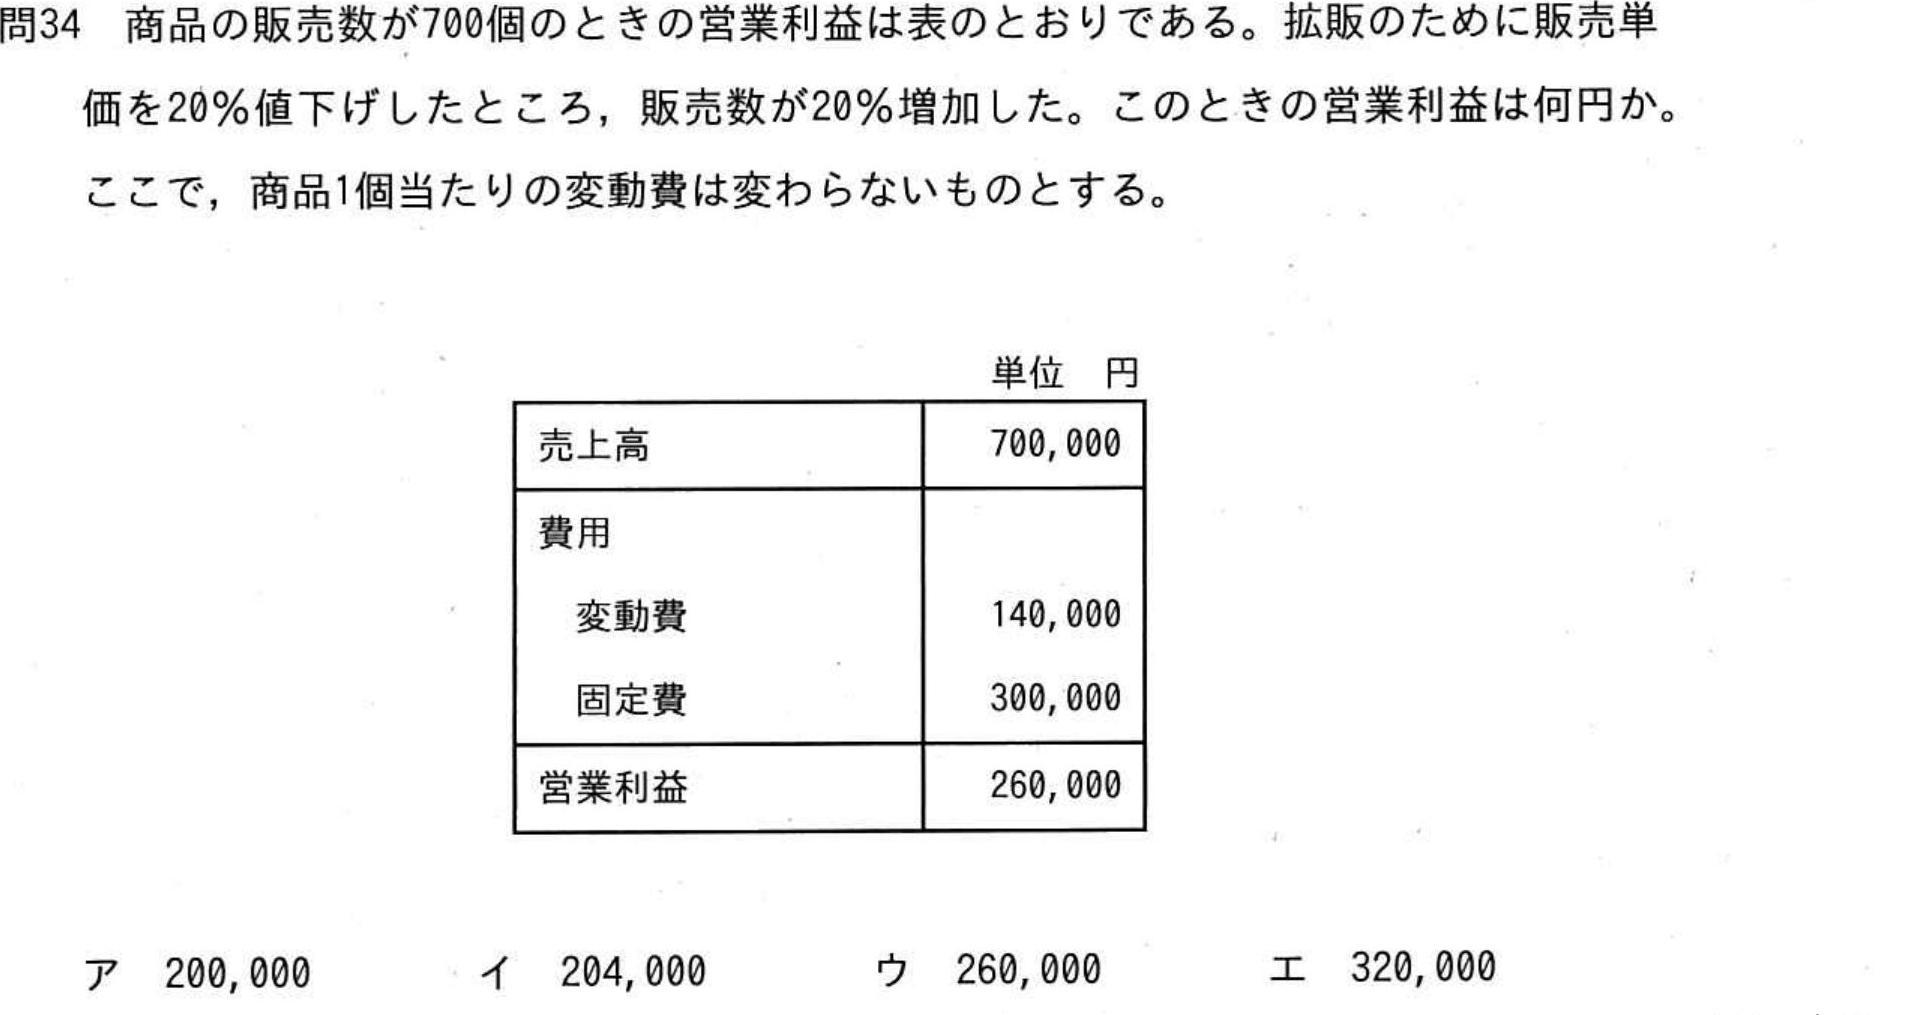 問34 商品の販売数が700個のときの営業利益は表のとおりである。拡販のために販売単
価を20%値下げしたところ，販売数が20%増加した。このときの営業利益は何円か。
ここで，商品1個当たりの変動費は変わらないものとする。
単位 円
売上高 700,000
費用
変動費 140,000
固定費 300,000
営業利益 260,000
ア 200,000 イ 204,000 ウ 260,000 エ 320,000